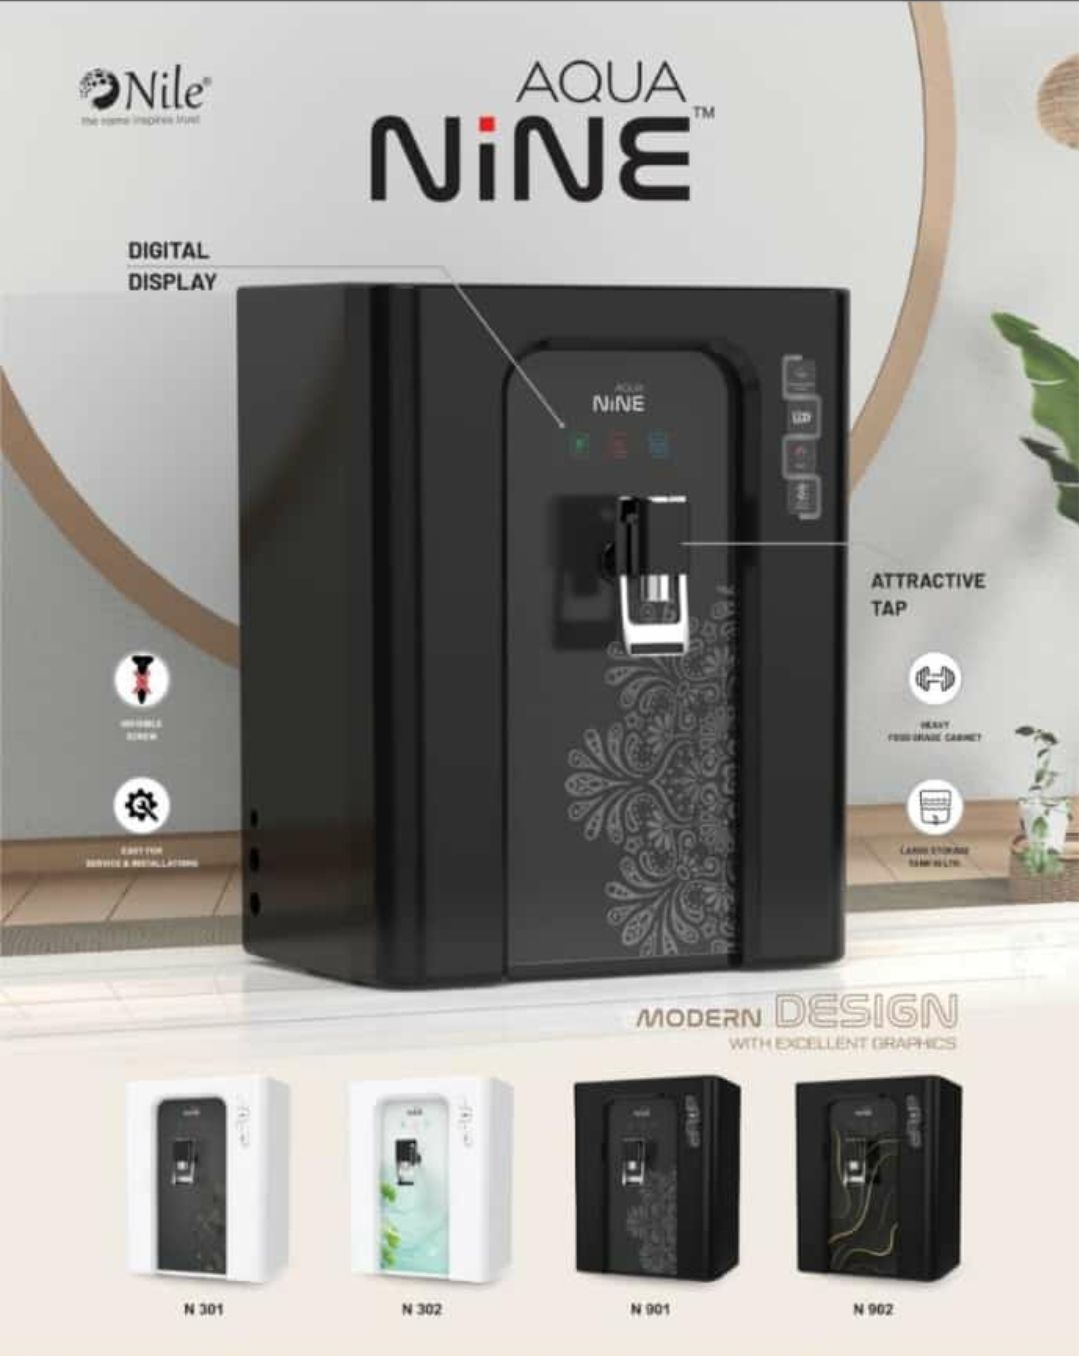 Nile®
the name inspires trust
AQUA
NiNE™
DIGITAL
DISPLAY
AQUA
NiNE
ATTRACTIVE
TAP
INVISIBLE
SCREW
HEAVY
FOOD GRADE CABINET
EASY FOR
SERVICE & INSTALLATIONS
LARGE STORAGE
TANK 10 LTR.
MODERN DESIGN
WITH EXCELLENT GRAPHICS
N 301
N 302
N 901
N 902